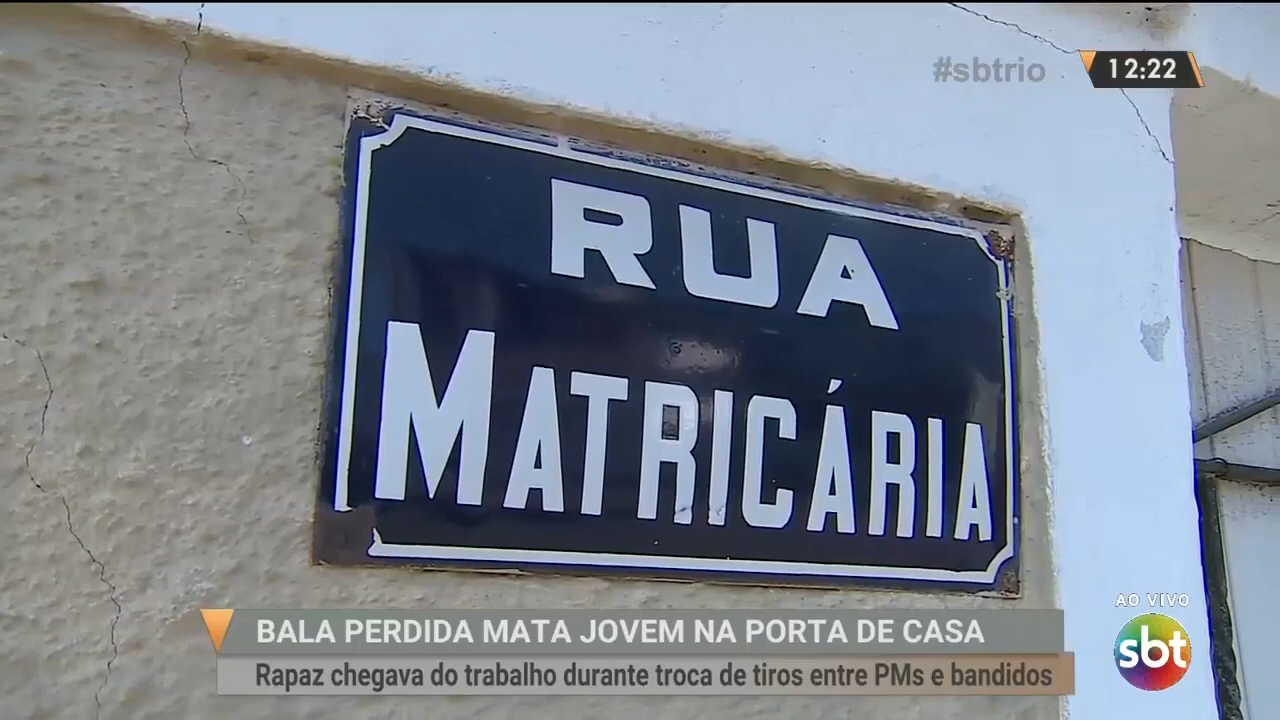 #sbtrio
12:22
RUA
MATRICÁRIA
AO VIVO
BALA PERDIDA MATA JOVEM NA PORTA DE CASA
sbt
Rapaz chegava do trabalho durante troca de tiros entre PMs e bandidos